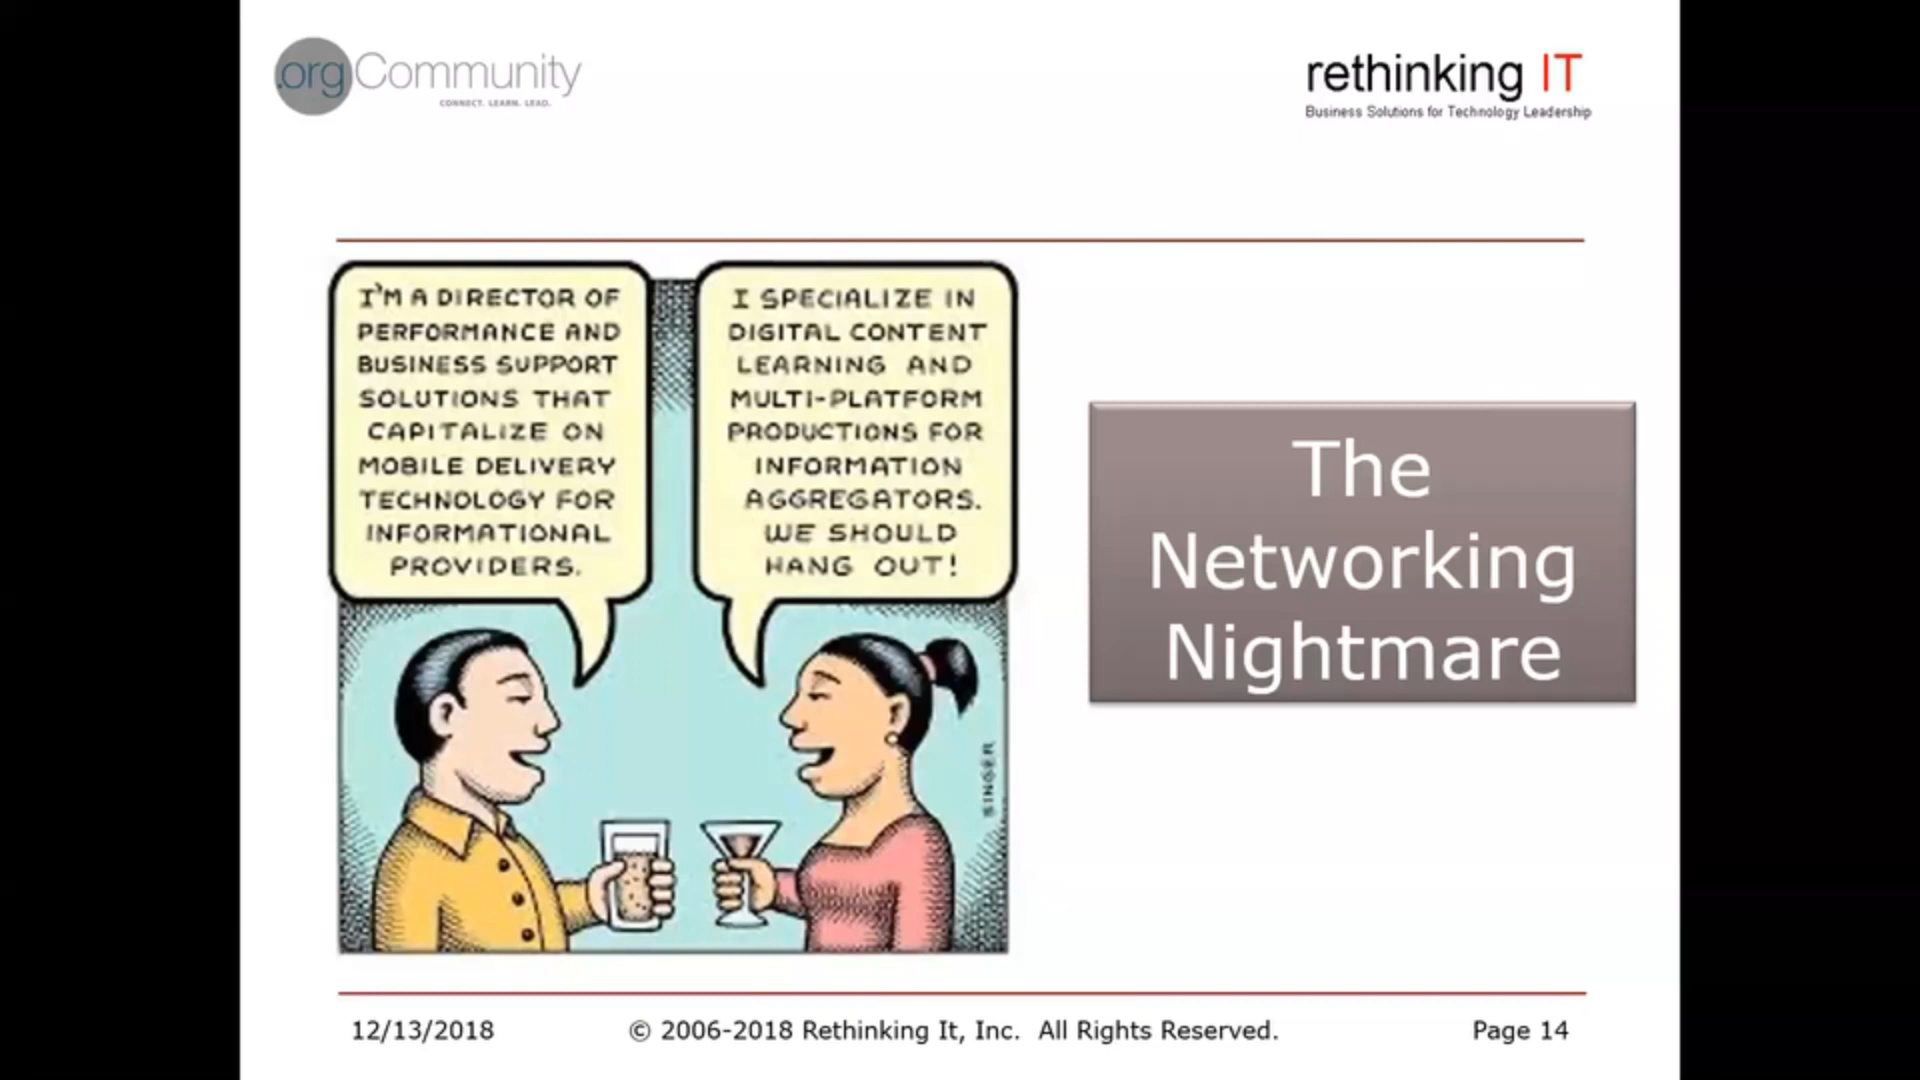 .orgCommunity
CONNECT. LEARN. LEAD.
rethinking IT
Business Solutions for Technology Leadership
I'M A DIRECTOR OF
PERFORMANCE AND
BUSINESS SUPPORT
SOLUTIONS THAT
CAPITALIZE ON
MOBILE DELIVERY
TECHNOLOGY FOR
INFORMATIONAL
PROVIDERS.
I SPECIALIZE IN
DIGITAL CONTENT
LEARNING AND
MULTI-PLATFORM
PRODUCTIONS FOR
INFORMATION
AGGREGATORS.
WE SHOULD
HANG OUT!
SINGER
The
Networking
Nightmare
12/13/2018
© 2006-2018 Rethinking It, Inc. All Rights Reserved.
Page 14